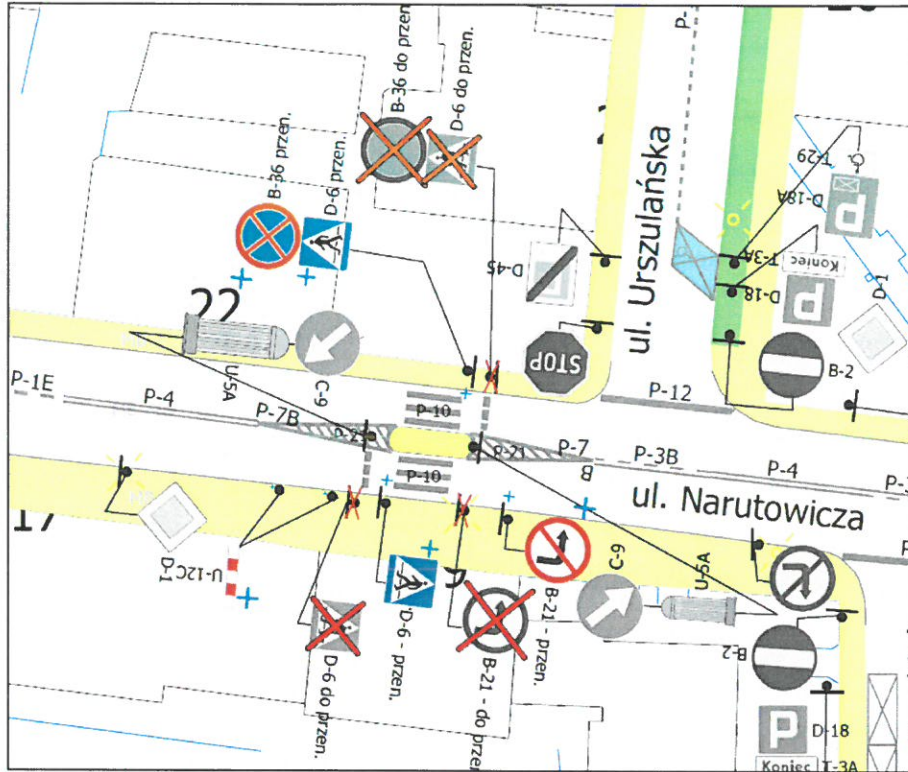 B-36 do przen.
D-6 do przen.
P-
T-29
D-18A
P
B-36 przen.
D-6 przen.
ul. Urszulańska
D-45
T-3A
Koniec
D-18
P
D-1
22
STOP
U-5A
C-9
B-2
P-1E
P-4
P-7B
P-10
P-12
P-21
P-7
B
P-3B
P-4
P-10
ul. Narutowicza
17
D-1
U-12C
D-6 do przen.
D-6 - przen.
9
B-21 - do przen
B-21 - przen.
C-9
U-5A
B-2
P
D-18
Koniec
T-3A